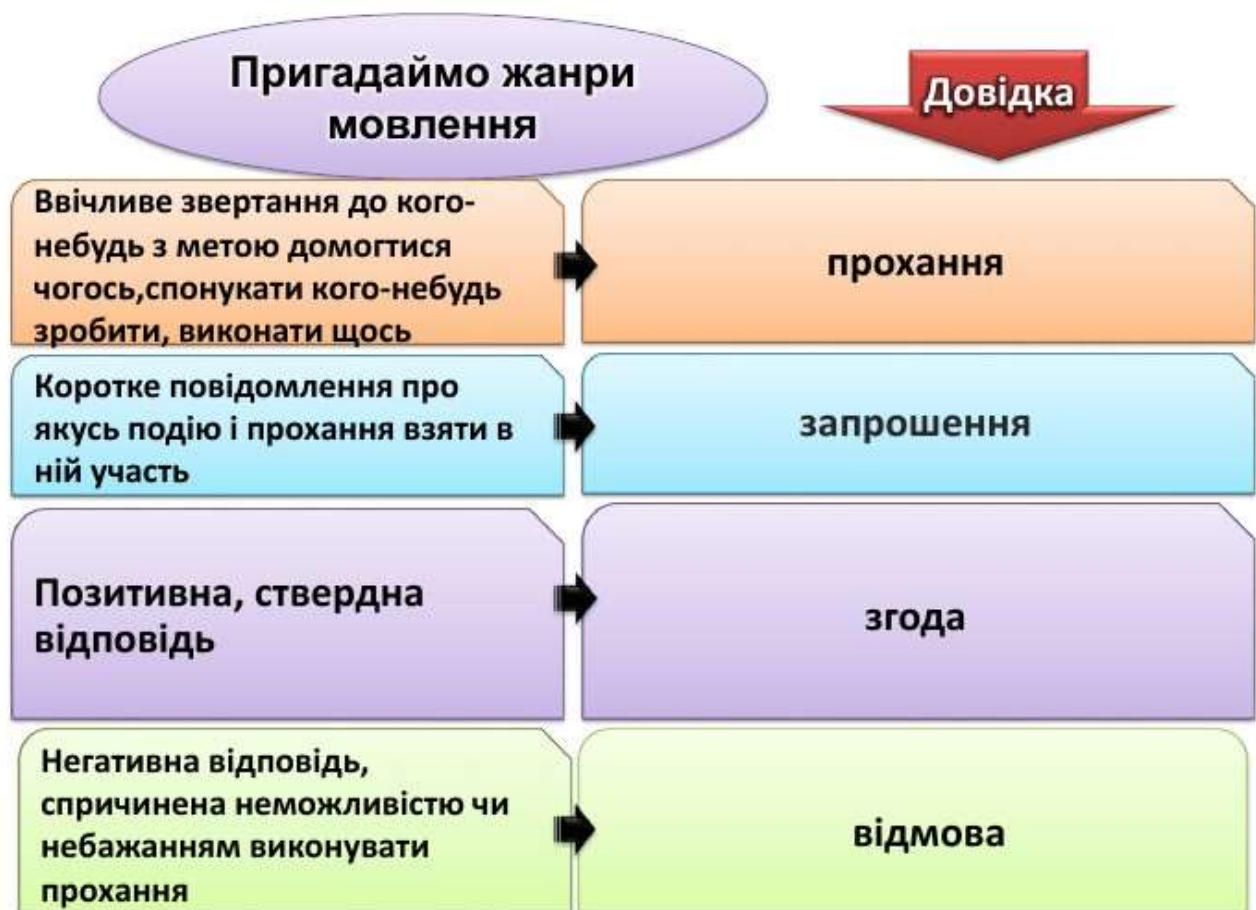 Пригадаймо жанри
мовлення
Довідка
Ввічливе звертання до кого-
небудь з метою домогтися
чогось,спонукати кого-небудь
зробити, виконати щось
прохання
Коротке повідомлення про
якусь подію і прохання взяти в
ній участь
запрошення
Позитивна, ствердна
відповідь
згода
Негативна відповідь,
спричинена неможливістю чи
небажанням виконувати
прохання
відмова